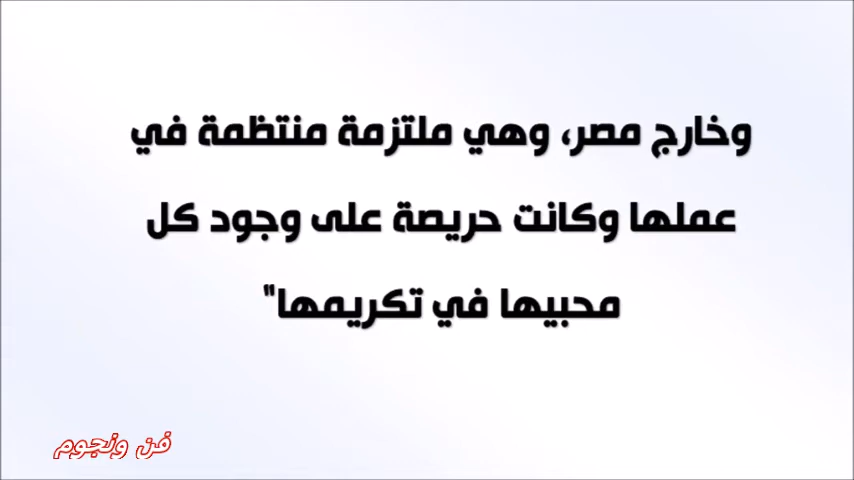 وخارج مصر، وهي ملتزمة منتظمة في
عملها وكانت حريصة على وجود كل
محبيها في تكريمها"
فن ونجوم